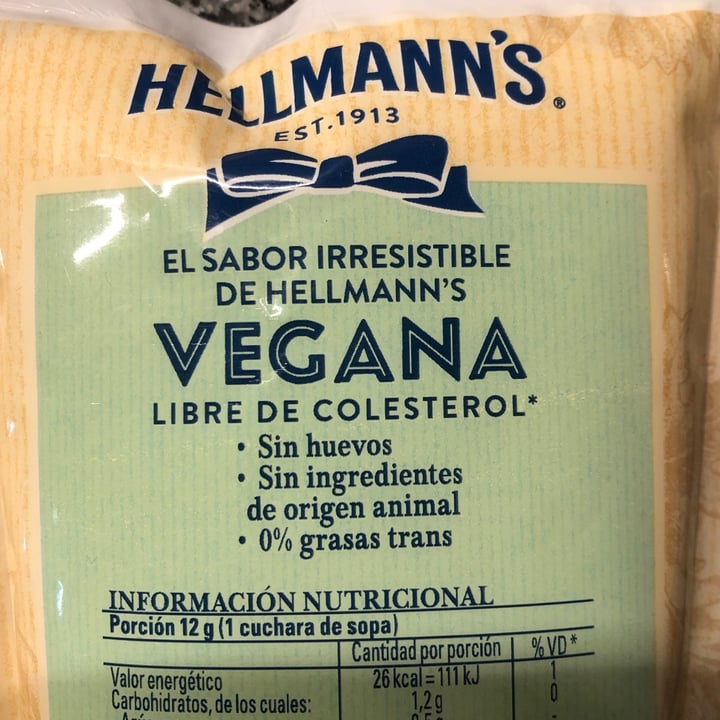 HELLMANN'S®
EST. 1913
EL SABOR IRRESISTIBLE
DE HELLMANN'S
VEGANA
LIBRE DE COLESTEROL*
• Sin huevos
• Sin ingredientes
de origen animal
• 0% grasas trans
INFORMACIÓN NUTRICIONAL
Porción 12 g (1 cuchara de sopa)
Cantidad por porción %VD*
Valor energético 26 kcal=111 kJ 1
Carbohidratos, de los cuales: 1,2 g 0